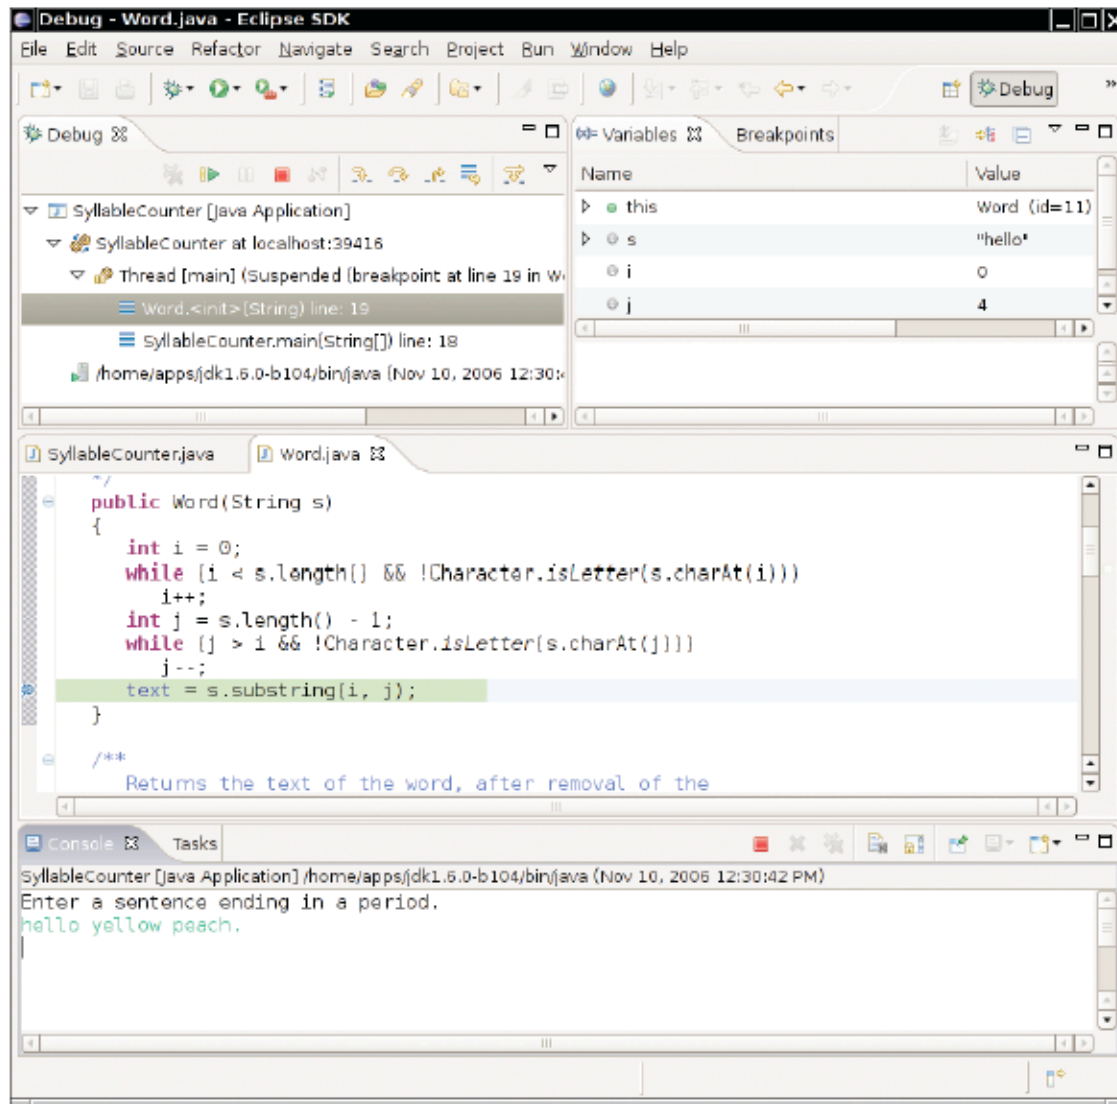 Debug - Word.java - Eclipse SDK
File Edit Source Refactor Navigate Search Project Run Window Help
Debug
Debug
Variables Breakpoints
Name Value
SyllableCounter [Java Application]
this Word (id=11)
SyllableCounter at localhost:39416
s "hello"
Thread [main] (Suspended (breakpoint at line 19 in Wo
i 0
Word.<init>(String) line: 19
j 4
SyllableCounter.main(String[]) line: 18
/home/apps/jdk1.6.0-b104/bin/java (Nov 10, 2006 12:30:4
SyllableCounter.java Word.java
*/
public Word(String s)
{
int i = 0;
while (i < s.length() && !Character.isLetter(s.charAt(i)))
i++;
int j = s.length() - 1;
while (j > i && !Character.isLetter(s.charAt(j)))
j--;
text = s.substring(i, j);
}
/**
Returns the text of the word, after removal of the
Console Tasks
SyllableCounter [Java Application] /home/apps/jdk1.6.0-b104/bin/java (Nov 10, 2006 12:30:42 PM)
Enter a sentence ending in a period.
hello yellow peach.